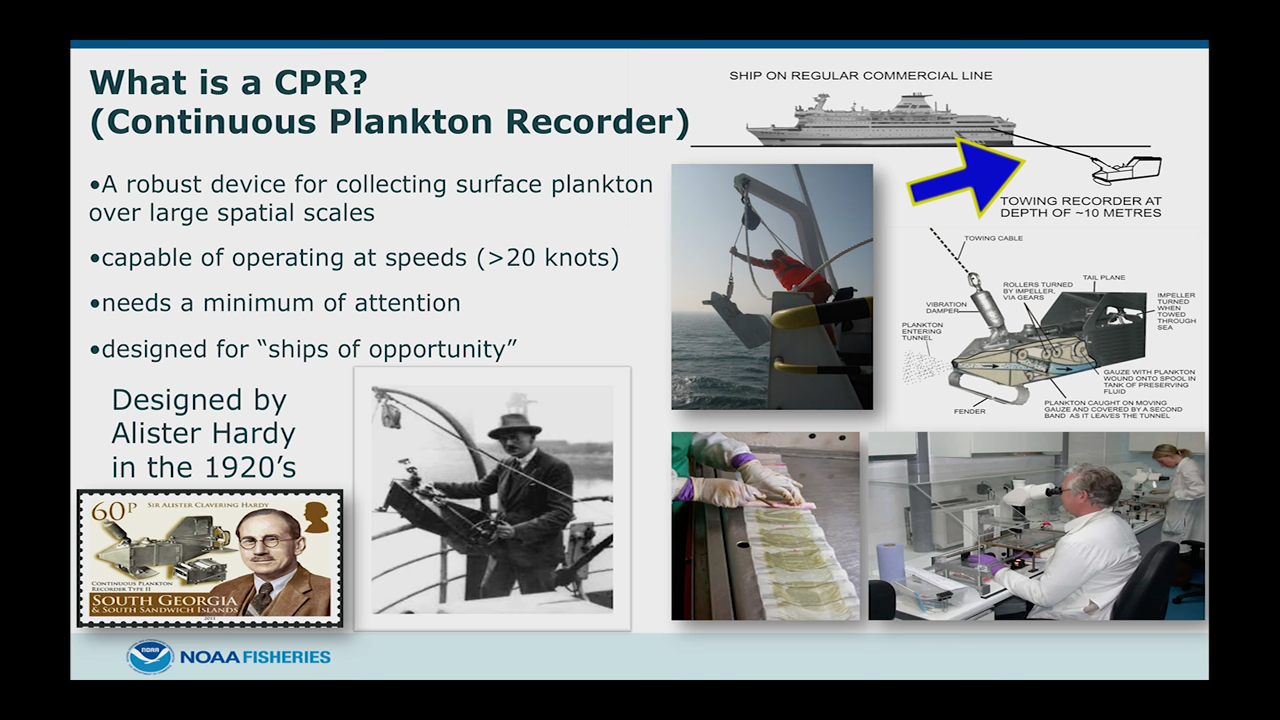 What is a CPR?
(Continuous Plankton Recorder)
•A robust device for collecting surface plankton
over large spatial scales
•capable of operating at speeds (>20 knots)
•needs a minimum of attention
•designed for “ships of opportunity”
Designed by
Alister Hardy
in the 1920’s
60P
SIR ALISTER CLAVERING HARDY
CONTINUOUS PLANKTON
RECORDER TYPE II
SOUTH GEORGIA
& SOUTH SANDWICH ISLANDS
SHIP ON REGULAR COMMERCIAL LINE
TOWING RECORDER AT
DEPTH OF ~10 METRES
TOWING CABLE
TAIL PLANE
ROLLERS TURNED
BY IMPELLER,
VIA GEARS
IMPELLER
TURNED
WHEN
TOWED
THROUGH
SEA
VIBRATION
DAMPER
PLANKTON
ENTERING
TUNNEL
GAUZE WITH PLANKTON
WOUND ONTO SPOOL IN
TANK OF PRESERVING
FLUID
FENDER
PLANKTON CAUGHT ON MOVING
GAUZE AND COVERED BY A SECOND
BAND AS IT LEAVES THE TUNNEL
NOAA
NOAA FISHERIES